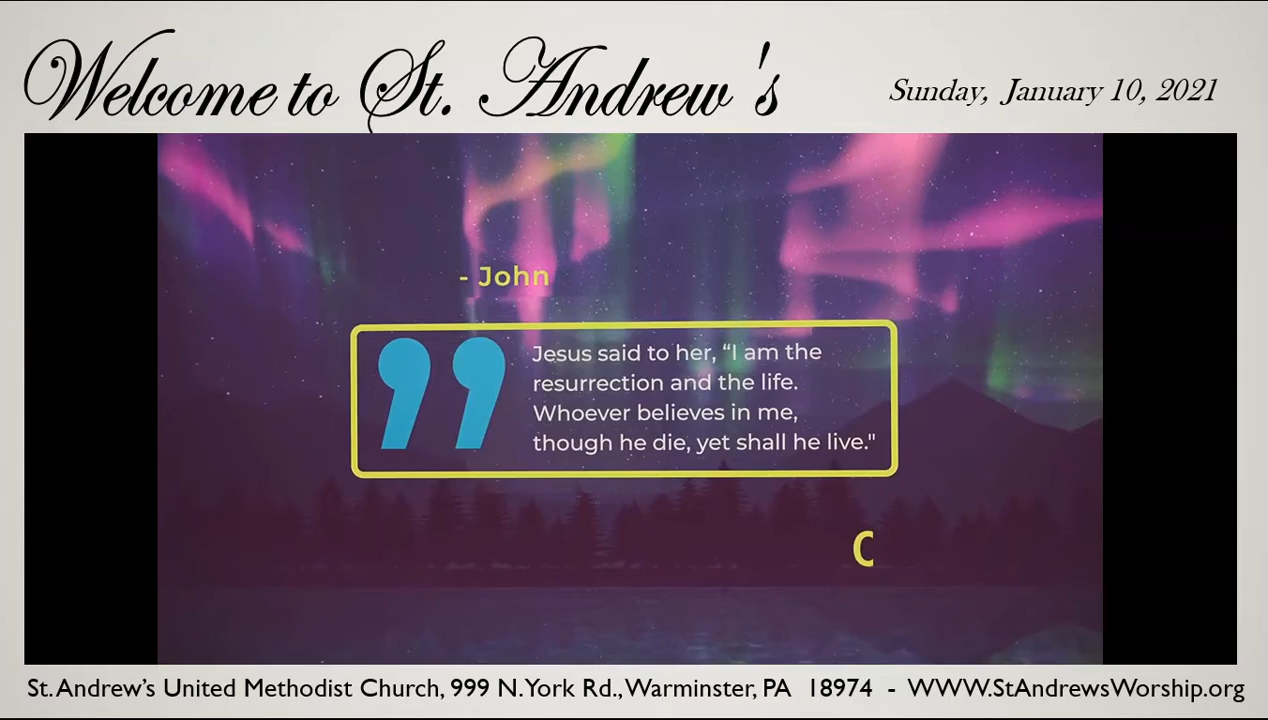 Welcome to St. Andrew's
Sunday, January 10, 2021
- John
Jesus said to her, “I am the
resurrection and the life.
Whoever believes in me,
though he die, yet shall he live."
C
St. Andrew’s United Methodist Church, 999 N. York Rd., Warminster, PA 18974 - WWW.StAndrewsWorship.org